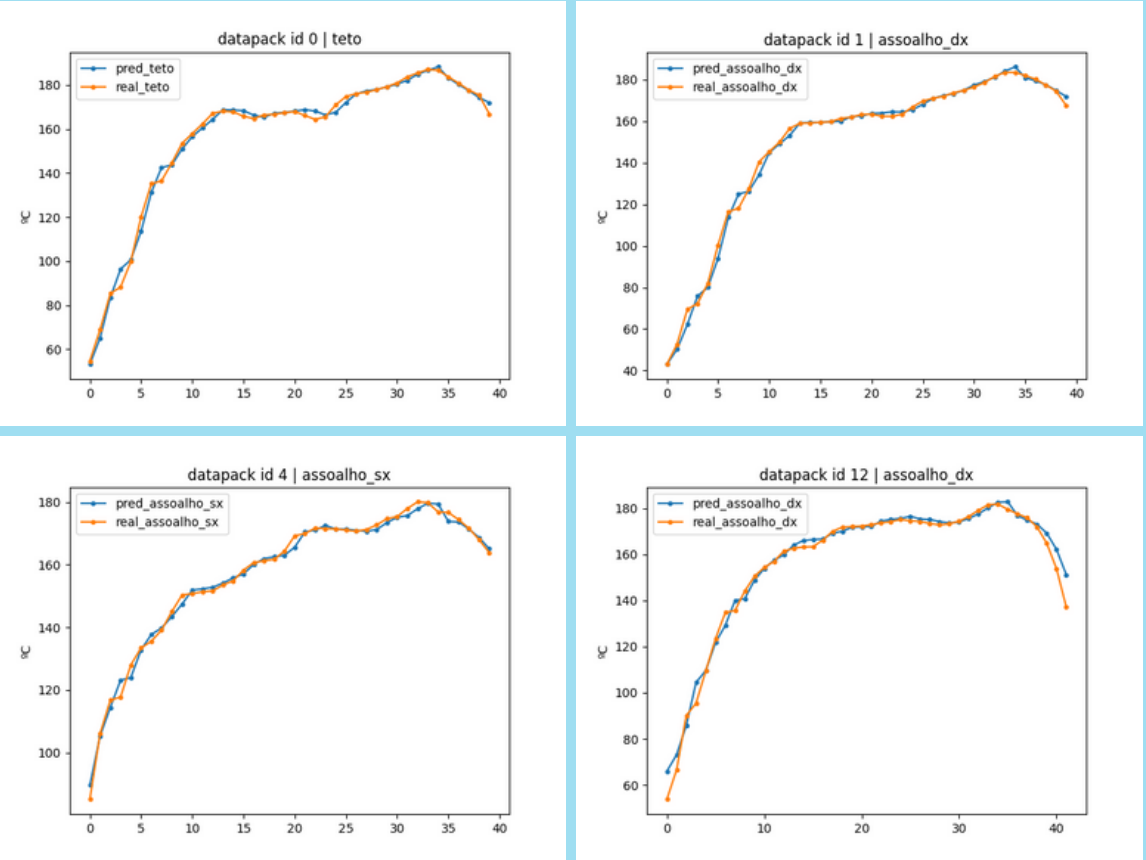 datapack id 0 | teto
pred_teto
real_teto
180
160
140
120
100
80
60
ºC
0 5 10 15 20 25 30 35 40
datapack id 1 | assoalho_dx
pred_assoalho_dx
real_assoalho_dx
180
160
140
120
100
80
60
40
ºC
0 5 10 15 20 25 30 35 40
datapack id 4 | assoalho_sx
pred_assoalho_sx
real_assoalho_sx
180
160
140
120
100
ºC
0 5 10 15 20 25 30 35 40
datapack id 12 | assoalho_dx
pred_assoalho_dx
real_assoalho_dx
180
160
140
120
100
80
60
ºC
0 10 20 30 40